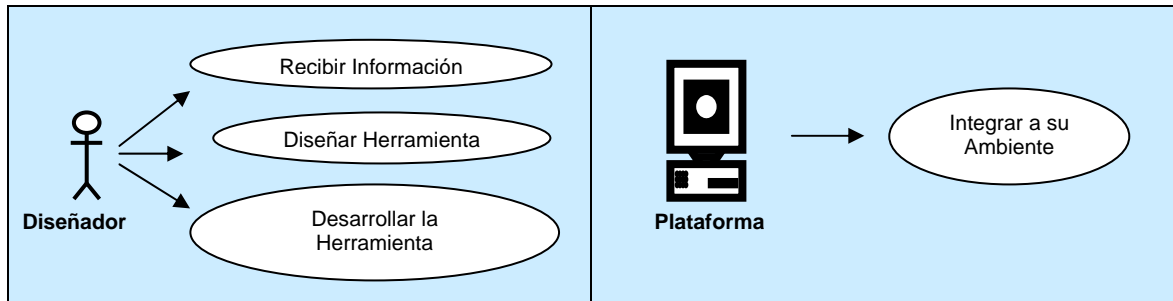 Recibir Información
Diseñar Herramienta
Desarrollar la
Herramienta
Diseñador
Integrar a su
Ambiente
Plataforma